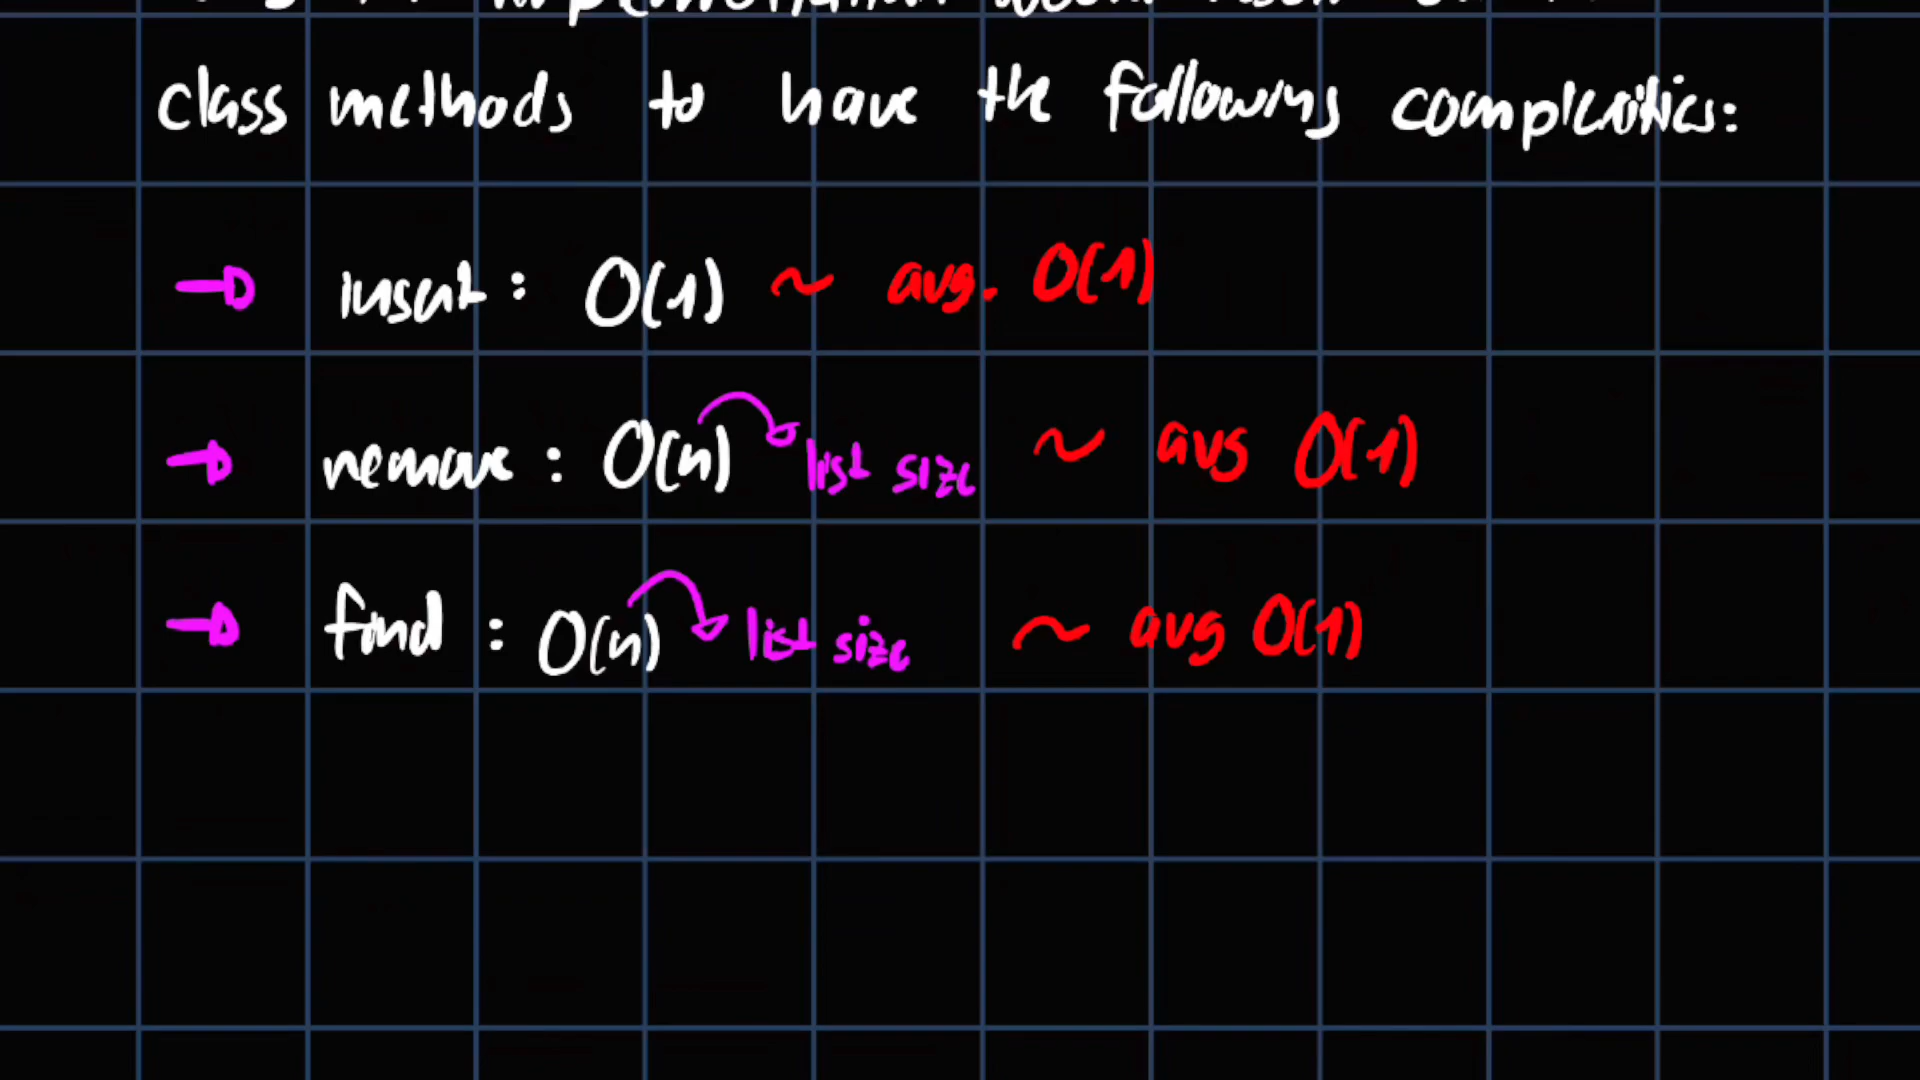 implementation
class methods to have the following complexities:
insert : O(1) ~ avg. O(1)
remove : O(n) list size ~ avg O(1)
find : O(n) list size ~ avg O(1)